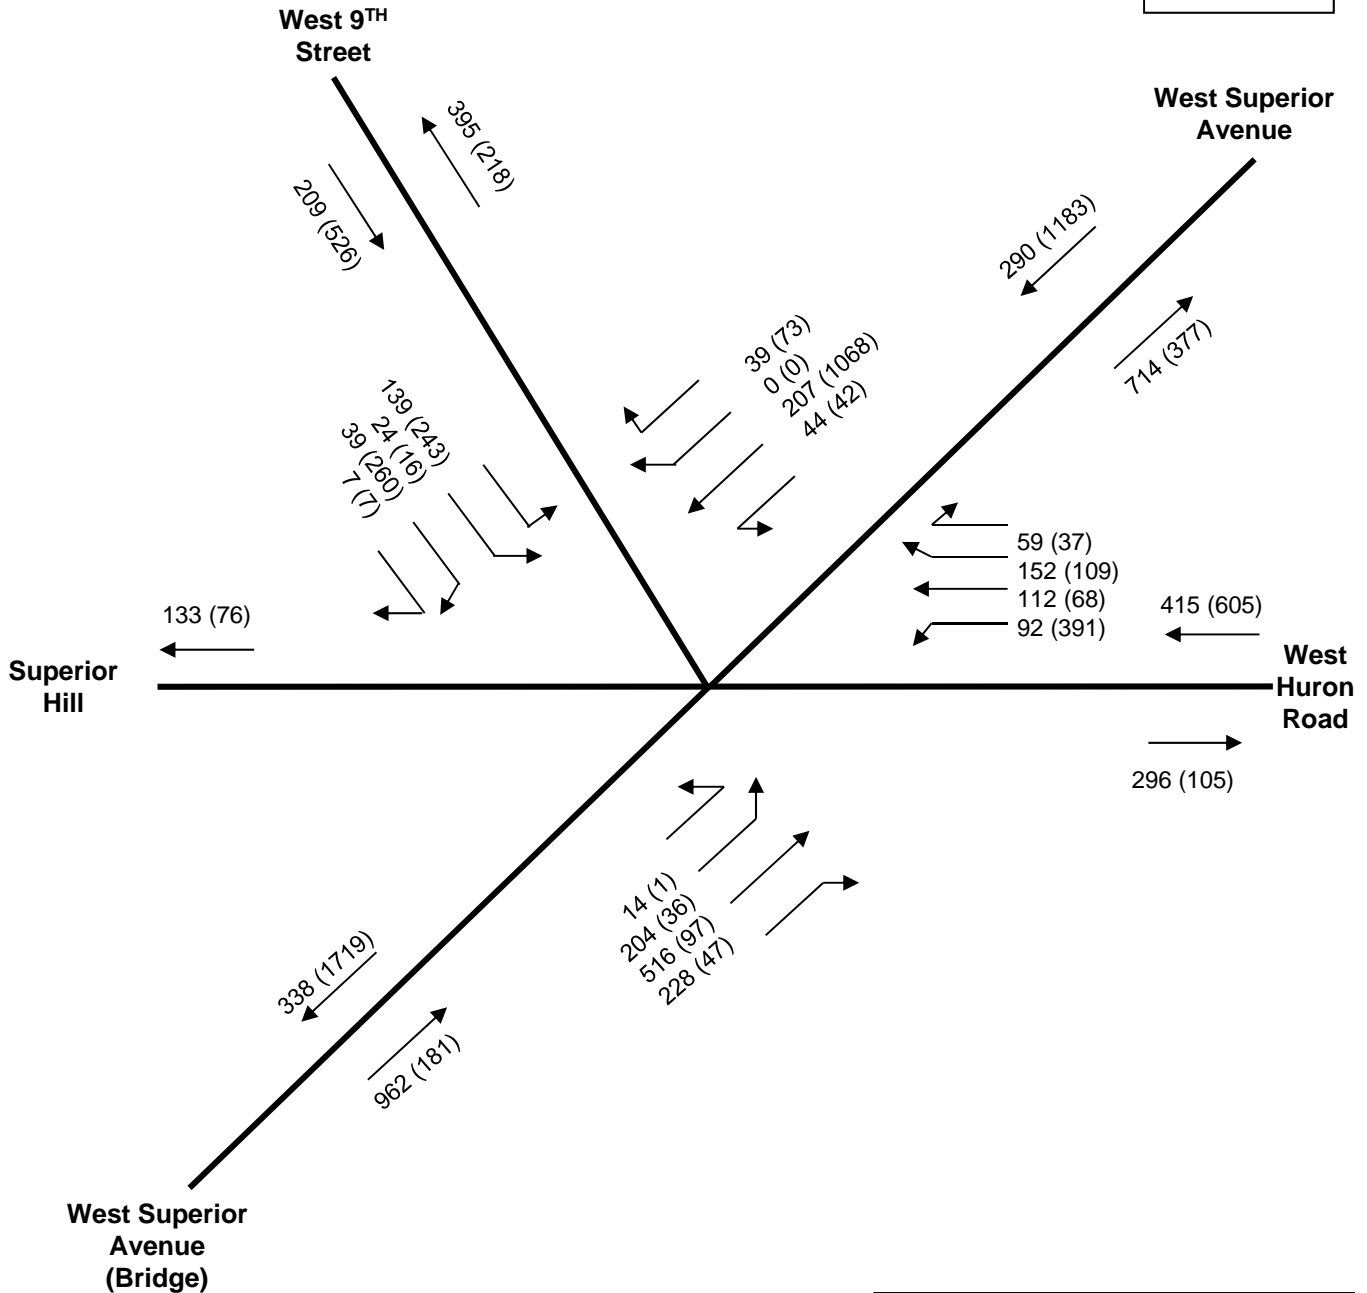 West 9TH
Street
395 (218)
209 (526)
West Superior
Avenue
290 (1183)
714 (377)
39 (73)
0 (0)
207 (1068)
44 (42)
139 (243)
24 (16)
39 (260)
7 (7)
59 (37)
152 (109)
112 (68)
92 (391)
133 (76)
415 (605)
Superior
Hill
West
Huron
Road
296 (105)
14 (1)
204 (36)
516 (97)
228 (47)
338 (1719)
962 (181)
West Superior
Avenue
(Bridge)